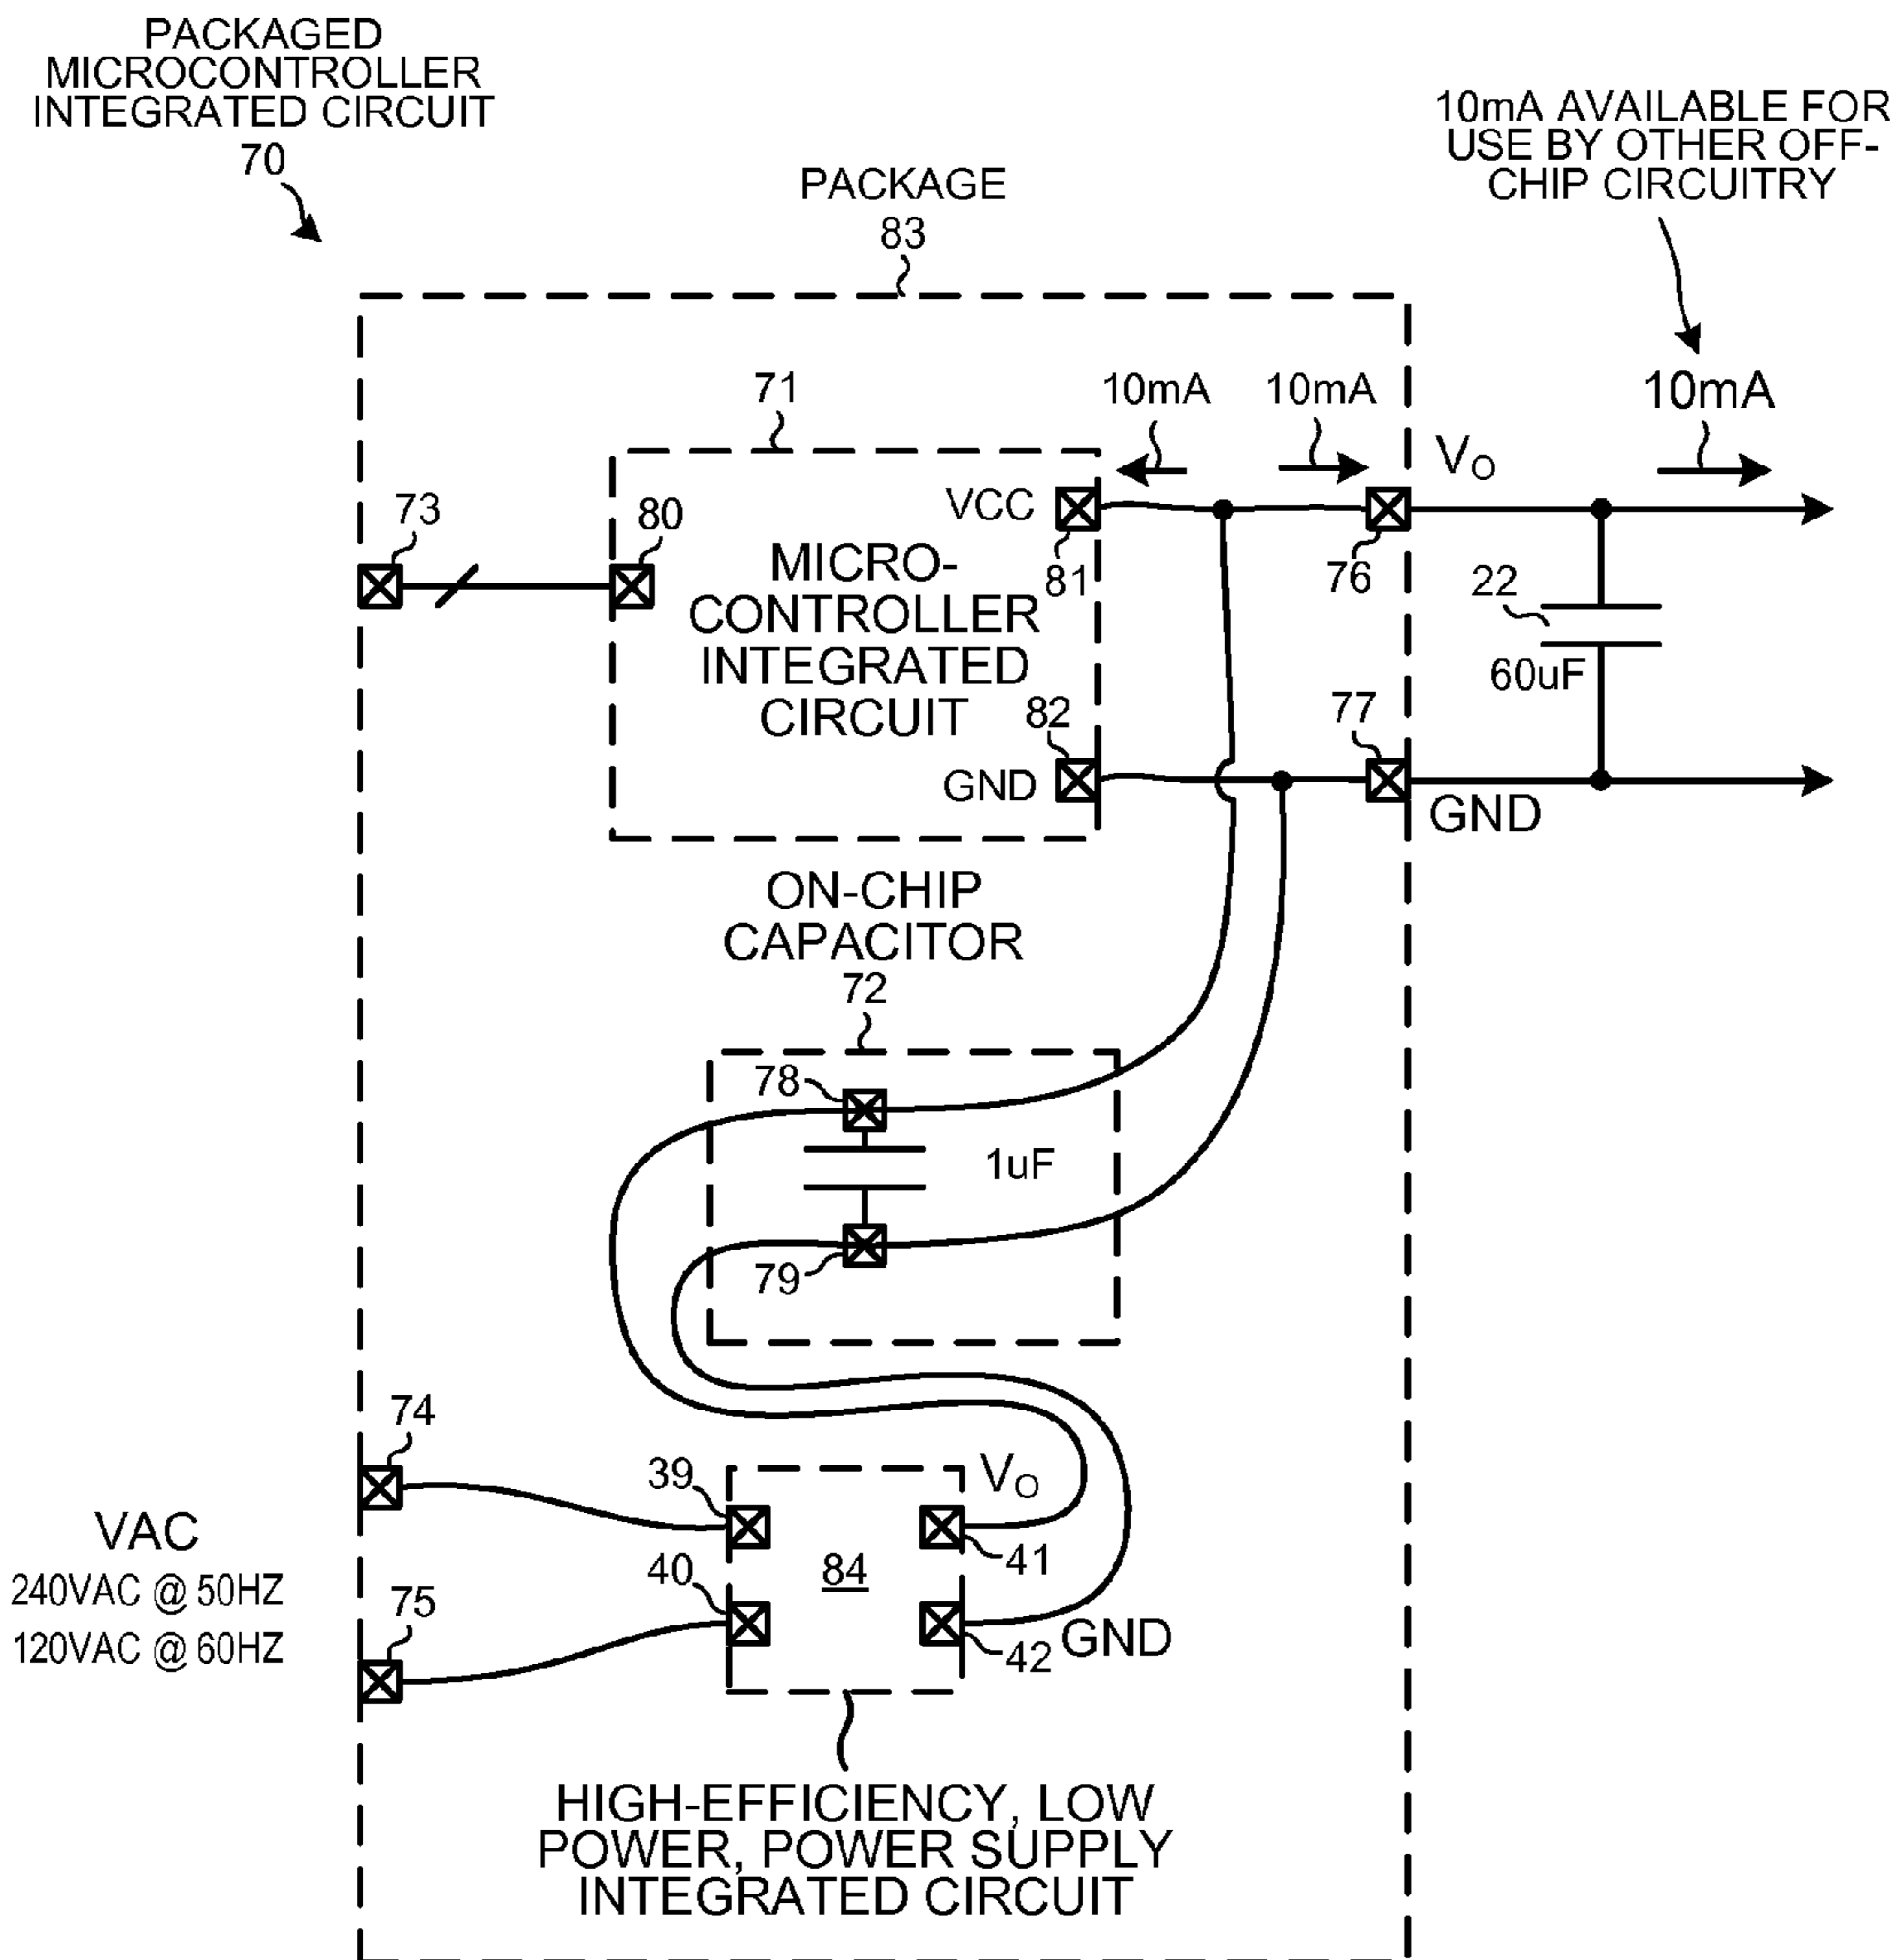 PACKAGED
MICROCONTROLLER
INTEGRATED CIRCUIT
70
PACKAGE
83
10mA AVAILABLE FOR
USE BY OTHER OFF-
CHIP CIRCUITRY
71
10mA
10mA
10mA
VO
73
80
VCC
81
76
MICRO-
CONTROLLER
INTEGRATED
CIRCUIT
22
60uF
82
77
GND
GND
ON-CHIP
CAPACITOR
72
78
1uF
79
74
39
VO
VAC
240VAC @ 50HZ
120VAC @ 60HZ
75
40
84
41
42
GND
HIGH-EFFICIENCY, LOW
POWER, POWER SUPPLY
INTEGRATED CIRCUIT